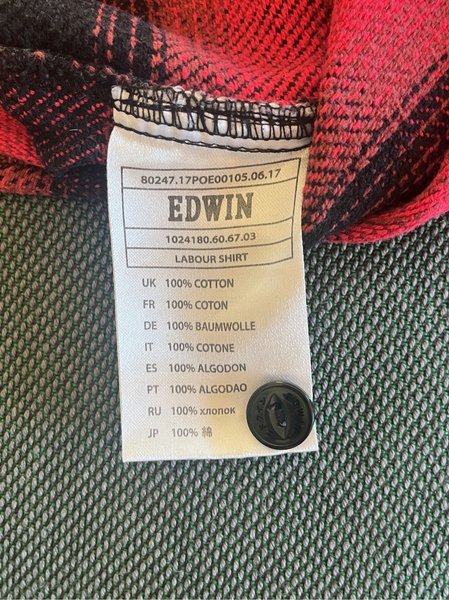 80247.17POE00105.06.17
EDWIN
1024180.60.67.03
LABOUR SHIRT
UK 100% COTTON
FR 100% COTON
DE 100% BAUMWOLLE
IT 100% COTONE
ES 100% ALGODON
PT 100% ALGODAO
RU 100% хлопок
JP 100% 綿